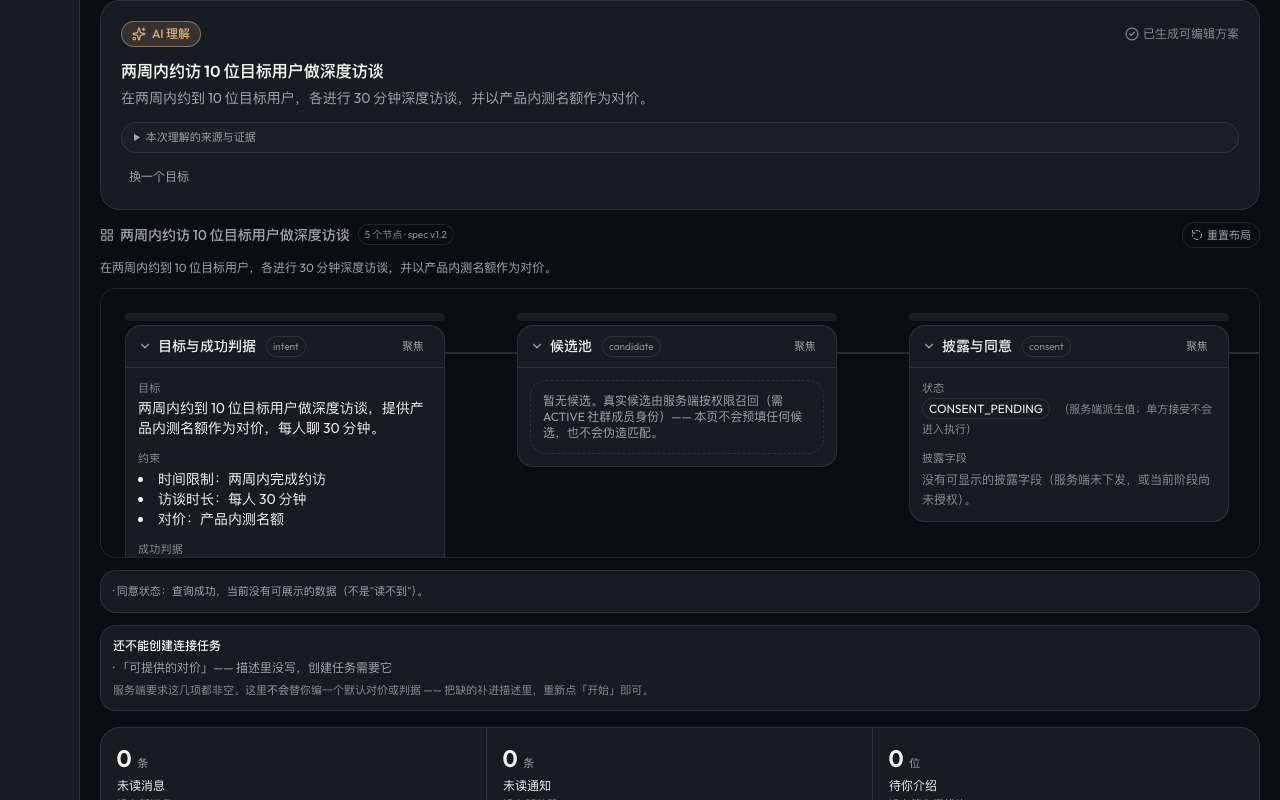 AI 理解
已生成可编辑方案
两周内约访 10 位目标用户做深度访谈
在两周内约到 10 位目标用户，各进行 30 分钟深度访谈，并以产品内测名额作为对价。
本次理解的来源与证据
换一个目标
两周内约访 10 位目标用户做深度访谈
5 个节点 · spec v1.2
重置布局
在两周内约到 10 位目标用户，各进行 30 分钟深度访谈，并以产品内测名额作为对价。
目标与成功判据 intent 聚焦
目标
两周内约到 10 位目标用户做深度访谈，提供产
品内测名额作为对价，每人聊 30 分钟。
约束
• 时间限制：两周内完成约访
• 访谈时长：每人 30 分钟
• 对价：产品内测名额
成功判据
候选池 candidate 聚焦
暂无候选。真实候选由服务端按权限召回（需
ACTIVE 社群成员身份）—— 本页不会预填任何候
选，也不会伪造匹配。
披露与同意 consent 聚焦
状态
CONSENT_PENDING （服务端派生值；单方接受不会
进入执行）
披露字段
没有可显示的披露字段（服务端未下发，或当前阶段尚
未授权）。
· 同意状态：查询成功，当前没有可展示的数据（不是"读不到"）。
还不能创建连接任务
· 「可提供的对价」—— 描述里没写，创建任务需要它
服务端要求这几项都非空。这里不会替你编一个默认对价或判据 —— 把缺的补进描述里，重新点「开始」即可。
0 条
未读消息
0 条
未读通知
0 位
待你介绍